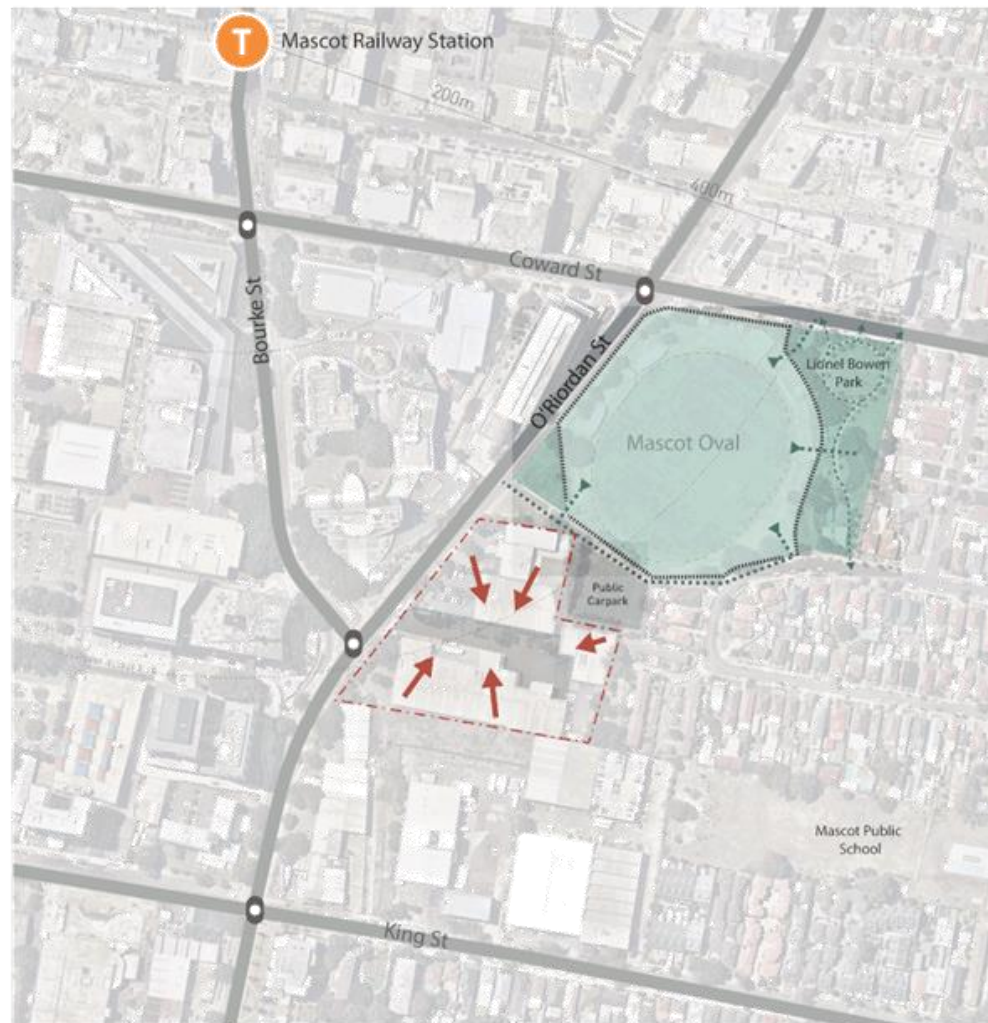 T
Mascot Railway Station
200m
400m
Coward St
Bourke St
O'Riordan St
Lionel Bowen
Park
Mascot Oval
Public
Carpark
Mascot Public
School
King St